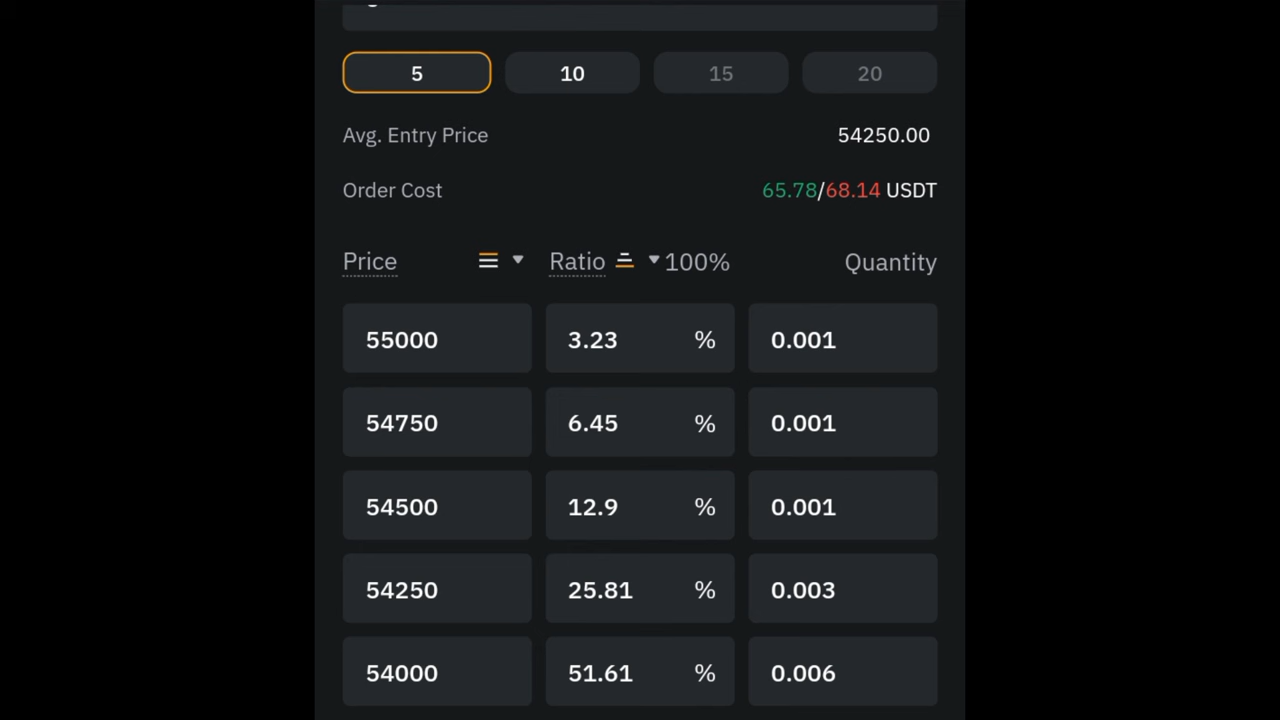 5 10 15 20
Avg. Entry Price 54250.00
Order Cost 65.78/68.14 USDT
Price Ratio 100% Quantity
55000 3.23 % 0.001
54750 6.45 % 0.001
54500 12.9 % 0.001
54250 25.81 % 0.003
54000 51.61 % 0.006